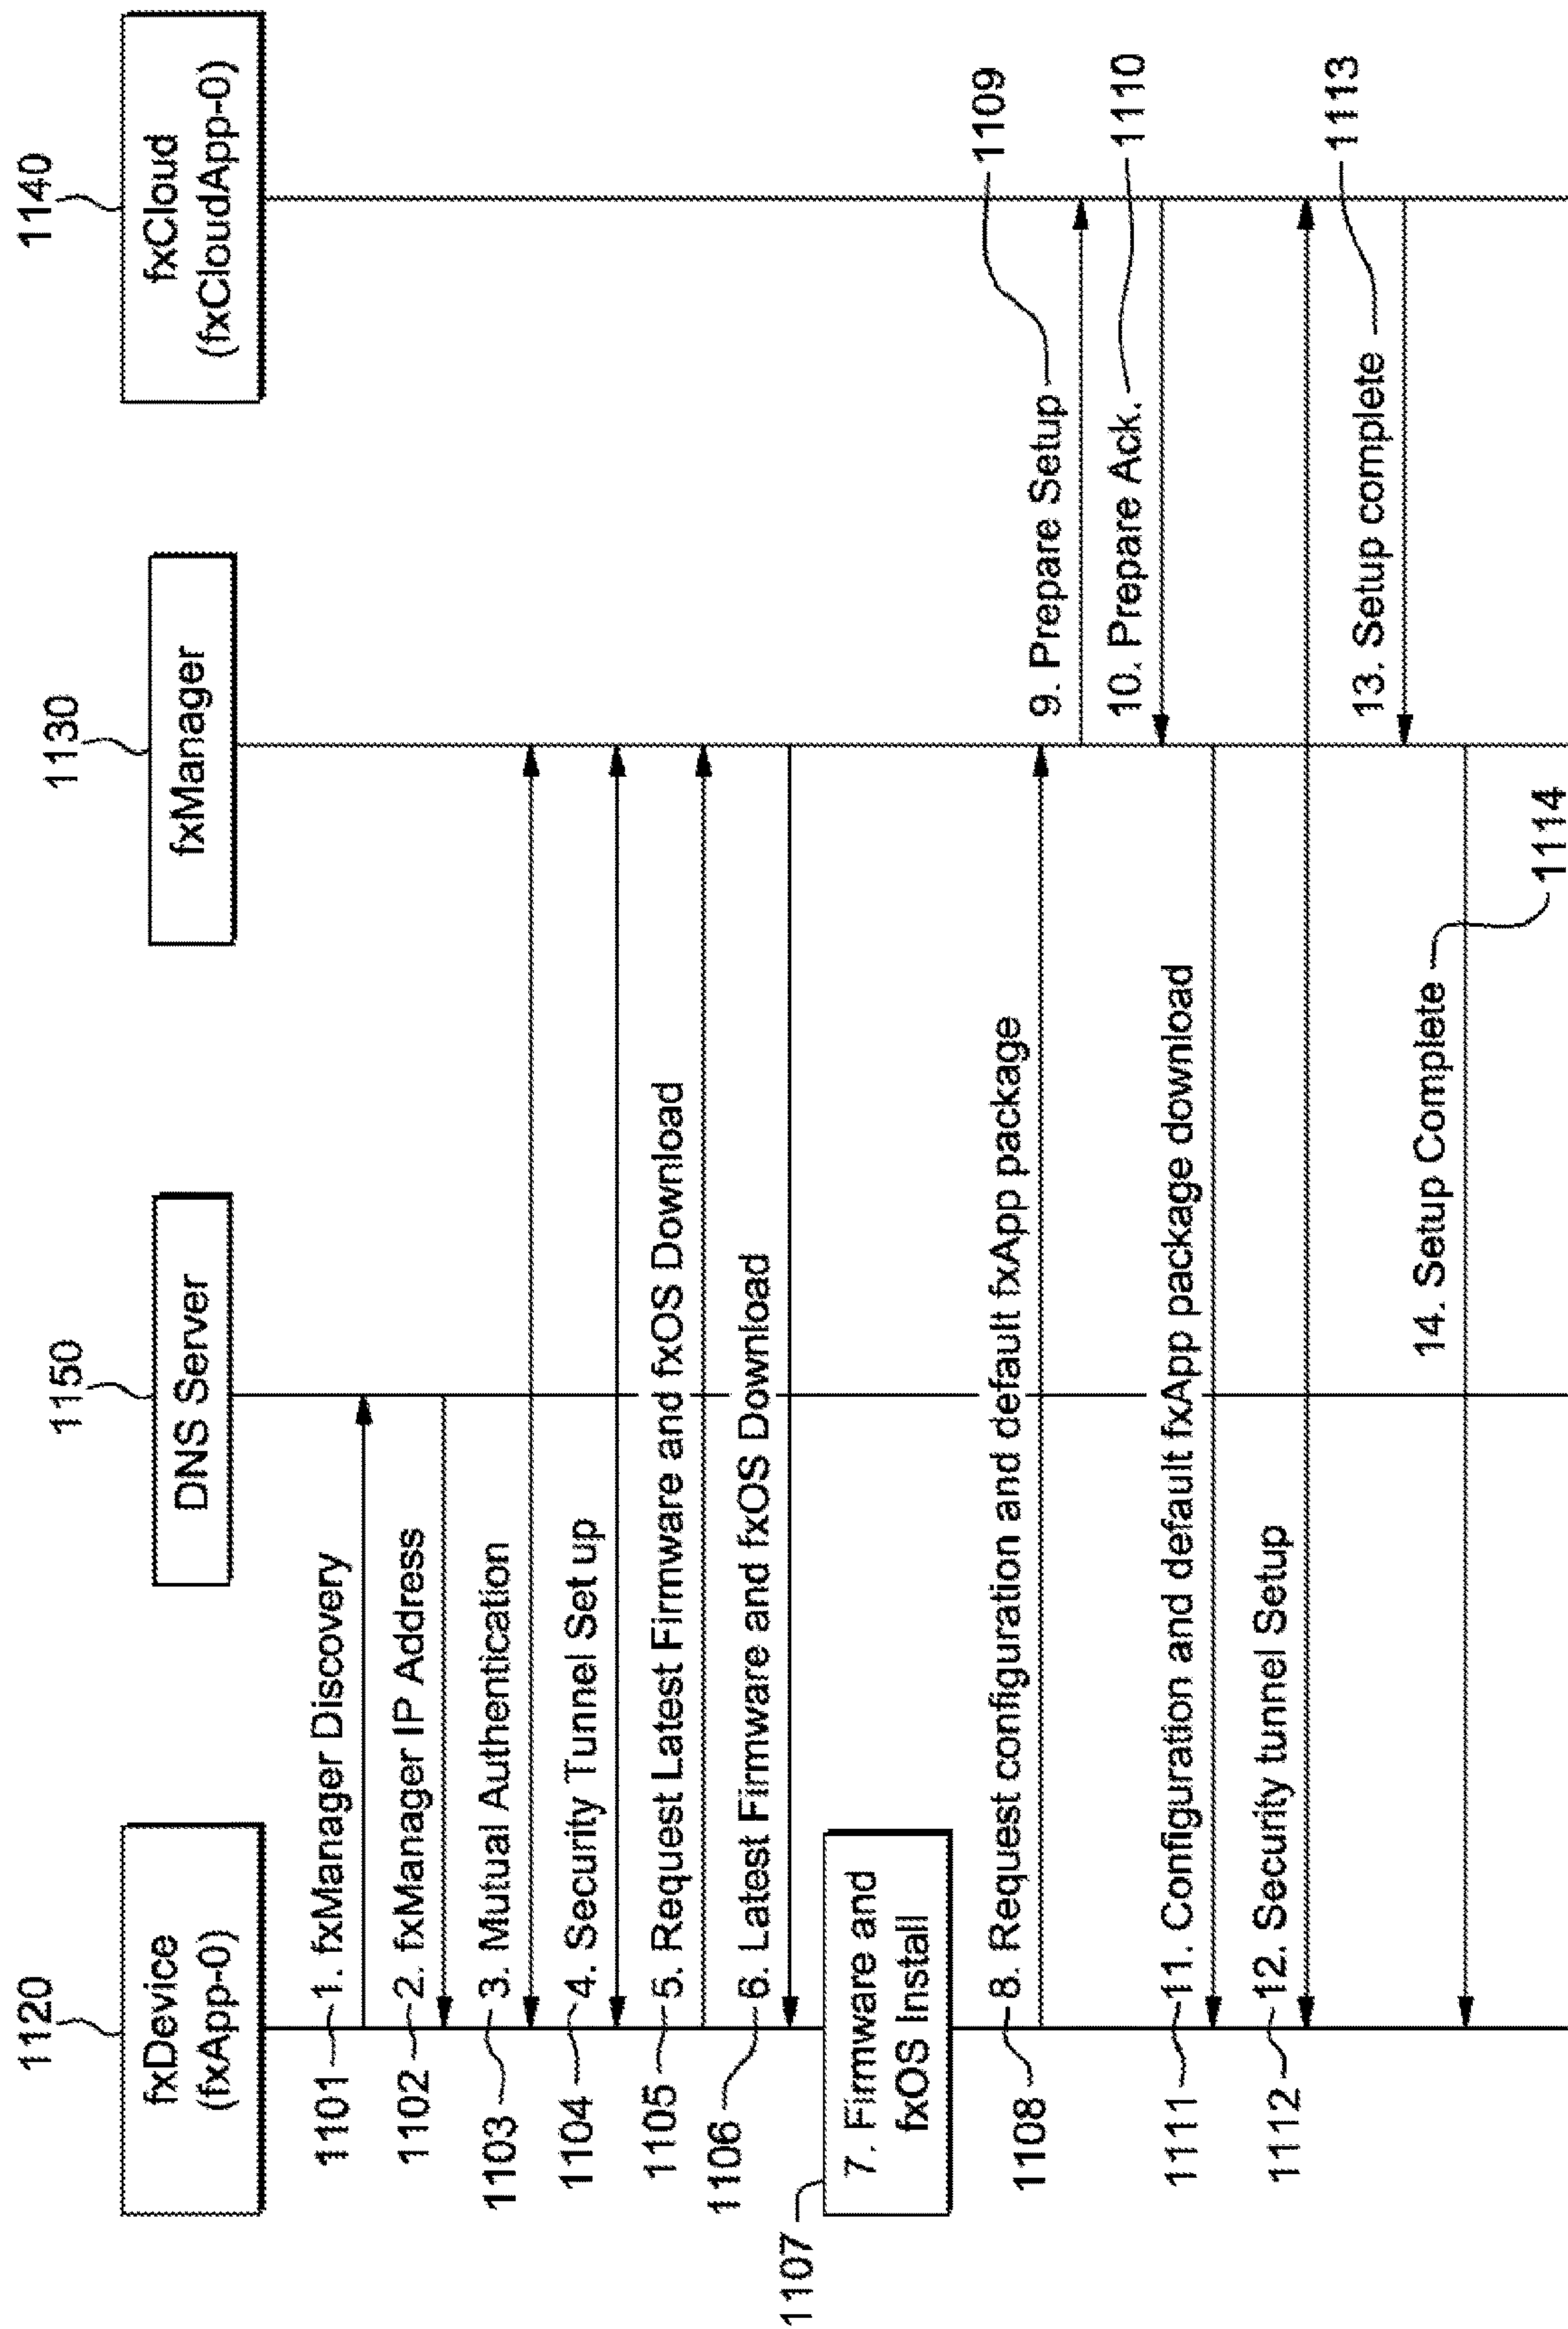 1120
fxDevice
(fxApp-0)
1150
DNS Server
1130
fxManager
1140
fxCloud
(fxCloudApp-0)
1101
1. fxManager Discovery
1102
2. fxManager IP Address
1103
3. Mutual Authentication
1104
4. Security Tunnel Set up
1105
5. Request Latest Firmware and fxOS Download
1106
6. Latest Firmware and fxOS Download
1107
7. Firmware and
fxOS Install
1108
8. Request configuration and default fxApp package
9. Prepare Setup
1109
10. Prepare Ack.
1110
1111
11. Configuration and default fxApp package download
1112
12. Security tunnel Setup
13. Setup complete
1113
14. Setup Complete
1114